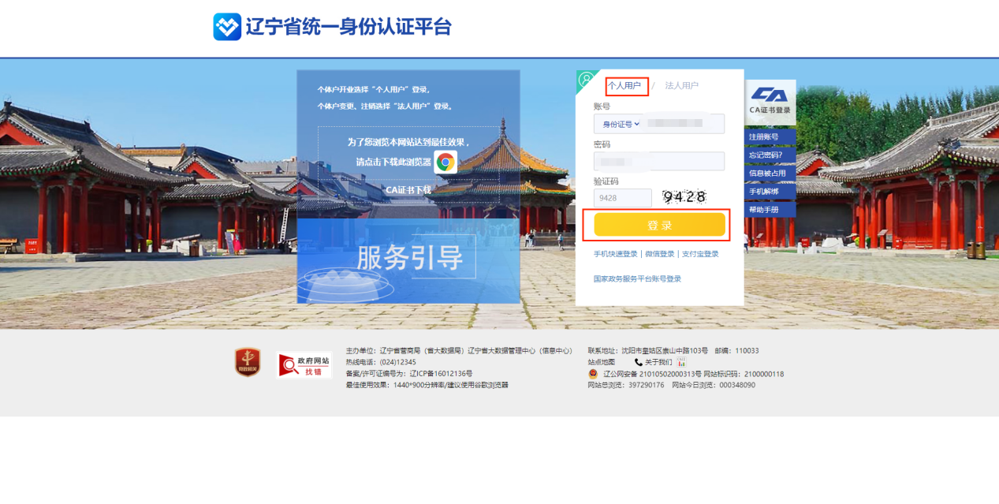 辽宁省统一身份认证平台
个体户开业选择“个人用户”登录。
个体户变更、注销选择“法人用户”登录。
为了您浏览本网站达到最佳效果，
请点击下载此浏览器
CA证书下载
服务引导
个人用户 / 法人用户
账号
身份证号
密码
验证码
9428 9428
登录
手机快速登录 | 微信登录 | 支付宝登录
国家政务服务平台账号登录
CA证书登录
注册账号
忘记密码?
信息被占用
手机解绑
帮助手册
党政机关
政府网站
找错
主办单位：辽宁省营商局（省大数据局）辽宁省大数据管理中心（信息中心）
热线电话：(024)12345
备案/许可证编号为：辽ICP备16012136号
最佳使用效果：1440*900分辨率/建议使用谷歌浏览器
联系地址：沈阳市皇姑区崇山中路103号 邮编：110033
站点地图 关于我们
辽公网安备 21010502000313号 网站标识码：2100000118
网站总浏览：397290176 网站今日浏览：000348090